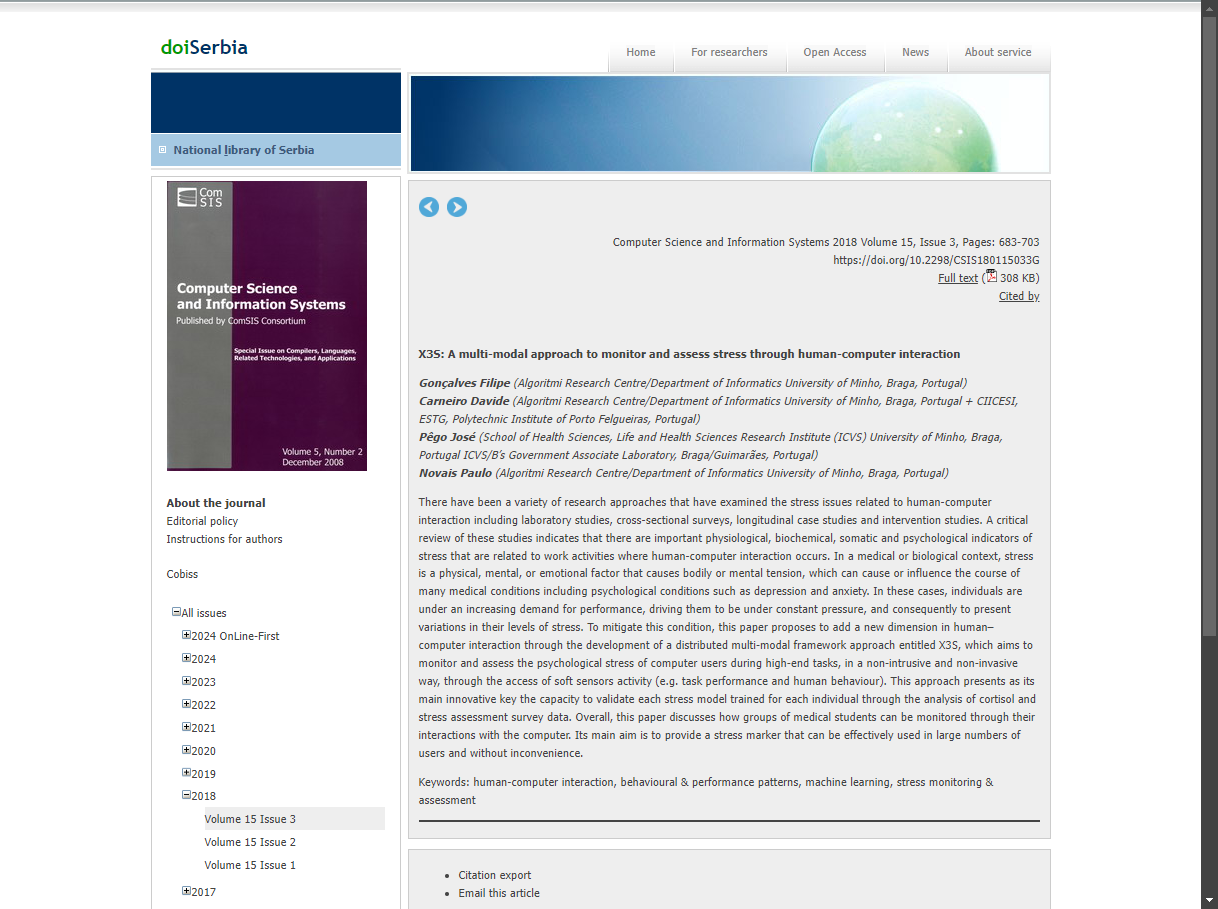 doiSerbia
Home
For researchers
Open Access
News
About service
National library of Serbia
Com
SIS
Computer Science
and Information Systems
Published by ComSIS Consortium
Special Issue on Compilers, Languages,
Related Technologies, and Applications
Volume 5, Number 2
December 2008
About the journal
Editorial policy
Instructions for authors
Cobiss
All issues
2024 OnLine-First
2024
2023
2022
2021
2020
2019
2018
Volume 15 Issue 3
Volume 15 Issue 2
Volume 15 Issue 1
2017
Computer Science and Information Systems 2018 Volume 15, Issue 3, Pages: 683-703
https://doi.org/10.2298/CSIS180115033G
Full text ( 308 KB)
Cited by
X3S: A multi-modal approach to monitor and assess stress through human-computer interaction
Gonçalves Filipe (Algoritmi Research Centre/Department of Informatics University of Minho, Braga, Portugal)
Carneiro Davide (Algoritmi Research Centre/Department of Informatics University of Minho, Braga, Portugal + CIICESI,
ESTG, Polytechnic Institute of Porto Felgueiras, Portugal)
Pêgo José (School of Health Sciences, Life and Health Sciences Research Institute (ICVS) University of Minho, Braga,
Portugal ICVS/B’s Government Associate Laboratory, Braga/Guimarães, Portugal)
Novais Paulo (Algoritmi Research Centre/Department of Informatics University of Minho, Braga, Portugal)
There have been a variety of research approaches that have examined the stress issues related to human-computer
interaction including laboratory studies, cross-sectional surveys, longitudinal case studies and intervention studies. A critical
review of these studies indicates that there are important physiological, biochemical, somatic and psychological indicators of
stress that are related to work activities where human-computer interaction occurs. In a medical or biological context, stress
is a physical, mental, or emotional factor that causes bodily or mental tension, which can cause or influence the course of
many medical conditions including psychological conditions such as depression and anxiety. In these cases, individuals are
under an increasing demand for performance, driving them to be under constant pressure, and consequently to present
variations in their levels of stress. To mitigate this condition, this paper proposes to add a new dimension in human–
computer interaction through the development of a distributed multi-modal framework approach entitled X3S, which aims to
monitor and assess the psychological stress of computer users during high-end tasks, in a non-intrusive and non-invasive
way, through the access of soft sensors activity (e.g. task performance and human behaviour). This approach presents as its
main innovative key the capacity to validate each stress model trained for each individual through the analysis of cortisol and
stress assessment survey data. Overall, this paper discusses how groups of medical students can be monitored through their
interactions with the computer. Its main aim is to provide a stress marker that can be effectively used in large numbers of
users and without inconvenience.
Keywords: human-computer interaction, behavioural & performance patterns, machine learning, stress monitoring &
assessment
Citation export
Email this article